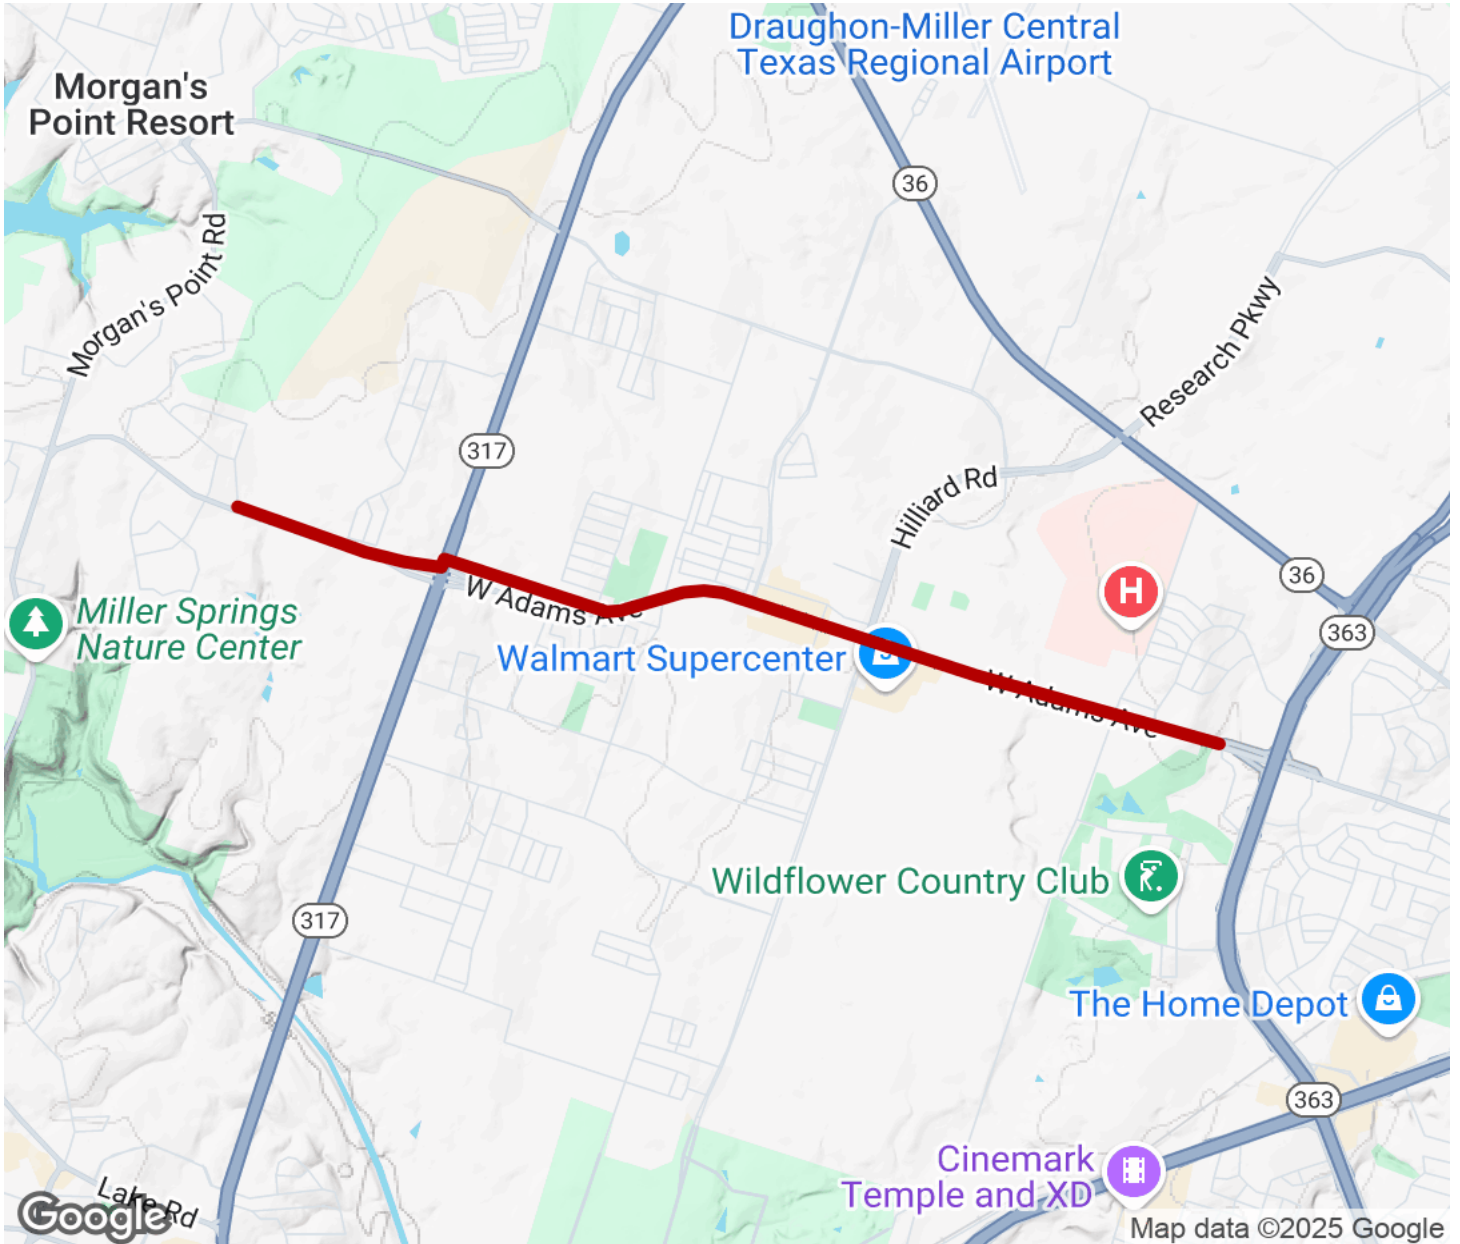 Draughon-Miller Central
Texas Regional Airport
Morgan's
Point Resort
36
Morgan's Point Rd
Research Pkwy
317
Hilliard Rd
H
36
W Adams Ave
Miller Springs
Nature Center
363
Walmart Supercenter
W Adams Ave
Wildflower Country Club
317
The Home Depot
363
Cinemark
Temple and XD
Lake Rd
Google
Map data ©2025 Google